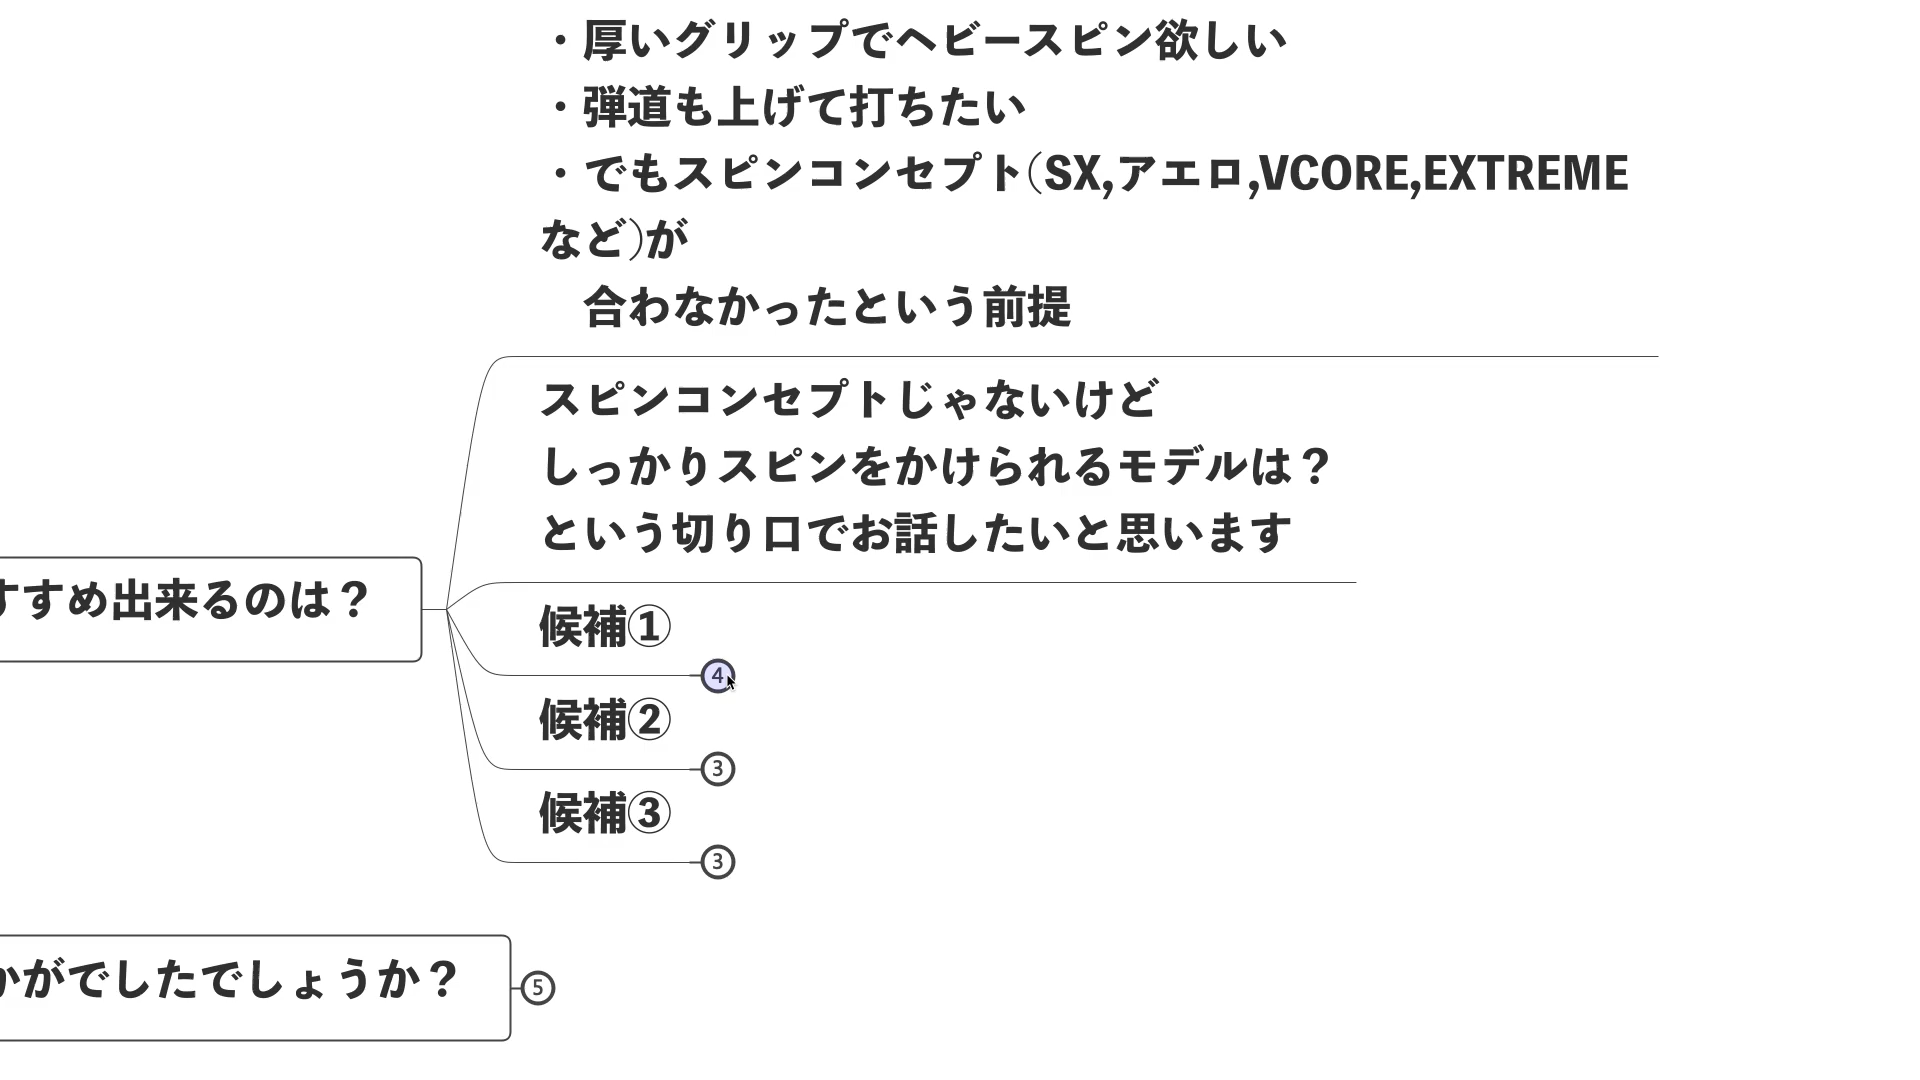 ・厚いグリップでヘビースピン欲しい
・弾道も上げて打ちたい
・でもスピンコンセプト(SX,アエロ,VCORE,EXTREME
など)が
合わなかったという前提
スピンコンセプトじゃないけど
しっかりスピンをかけられるモデルは？
という切り口でお話したいと思います
すすめ出来るのは？
候補①
4
候補②
3
候補③
3
かがでしたでしょうか？
5